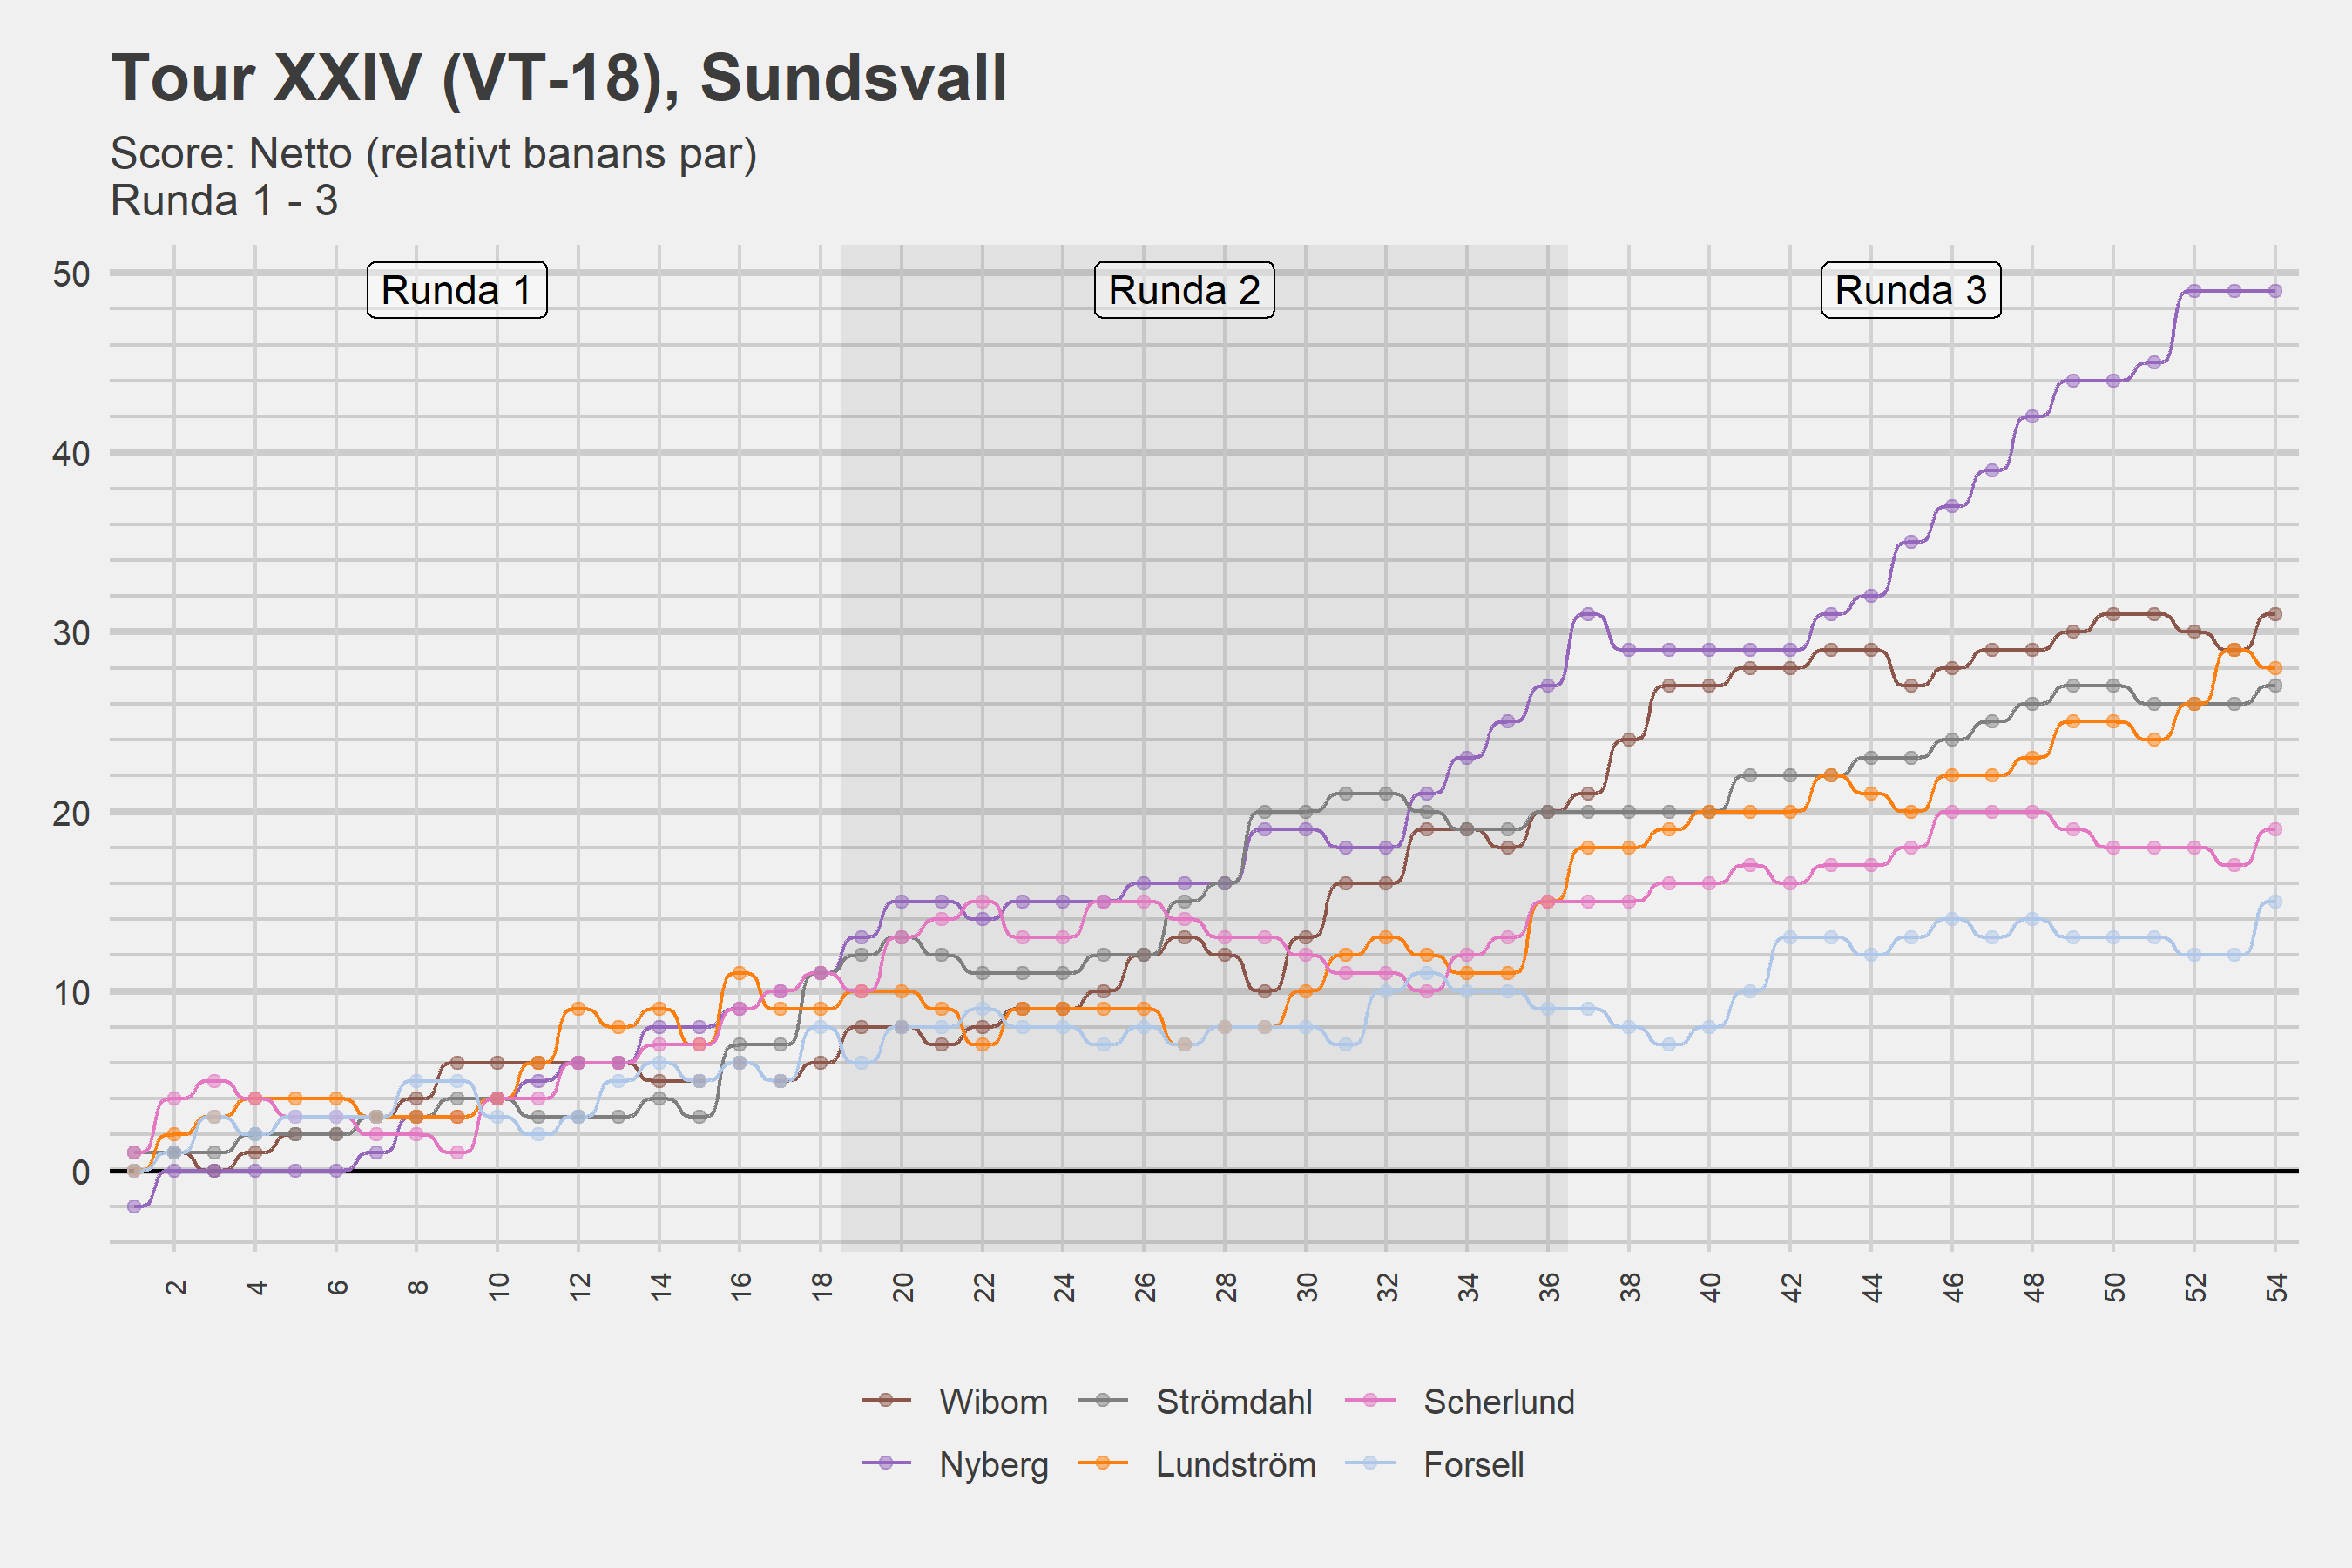 Tour XXIV (VT-18), Sundsvall
Score: Netto (relativt banans par)
Runda 1 - 3
Runda 1 Runda 2 Runda 3
50
40
30
20
10
0
2 4 6 8 10 12 14 16 18 20 22 24 26 28 30 32 34 36 38 40 42 44 46 48 50 52 54
Wibom Strömdahl Scherlund
Nyberg Lundström Forsell